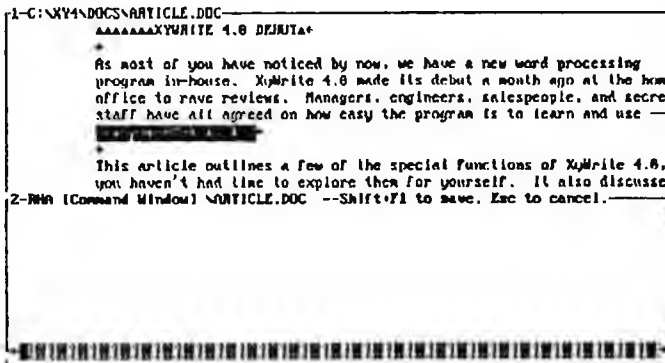 1-C:\XY4\DOCS\ARTICLE.DOC
XYWRITE 4.0 DEBUTA
As most of you have noticed by now, we have a new word processing
program in-house. XyWrite 4.0 made its debut a month ago at the hom
office to rave reviews. Managers, engineers, salespeople, and secre
staff have all agreed on how easy the program is to learn and use
This article outlines a few of the special functions of XyWrite 4.0,
you haven't had time to explore them for yourself. It also discusse
2-RMA [Command Window] \ARTICLE.DOC --Shift+F1 to save, Esc to cancel.